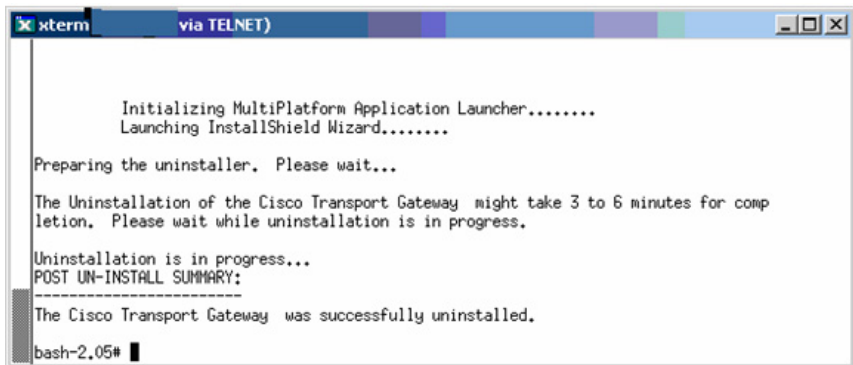 xterm via TELNET)
Initializing MultiPlatform Application Launcher........
Launching InstallShield Wizard........
Preparing the uninstaller.  Please wait...
The Uninstallation of the Cisco Transport Gateway  might take 3 to 6 minutes for comp
letion.  Please wait while uninstallation is in progress.
Uninstallation is in progress...
POST UN-INSTALL SUMMARY:
------------------------
The Cisco Transport Gateway  was successfully uninstalled.
bash-2.05#